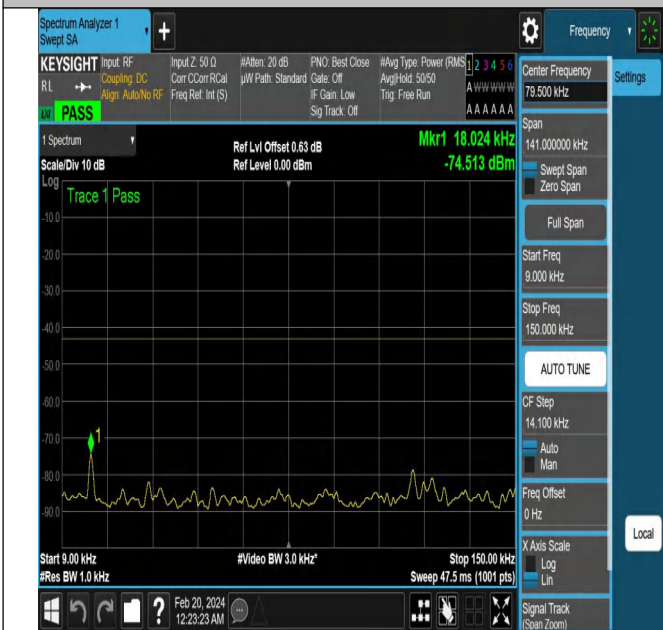 Spectrum Analyzer 1
Swept SA
+
Frequency
KEYSIGHT
RL
PASS
Input: RF
Coupling: DC
Align: Auto/No RF
Input Z: 50 Ω
Corr CCorr RCal
Freq Ref: Int (S)
#Atten: 20 dB
µW Path: Standard
PNO: Best Close
Gate: Off
IF Gain: Low
Sig Track: Off
#Avg Type: Power (RMS
Avg|Hold: 50/50
Trig: Free Run
1 2 3 4 5 6
A W W W W W
A A A A A A
1 Spectrum
Scale/Div 10 dB
Log
Ref Lvl Offset 0.63 dB
Ref Level 0.00 dBm
Mkr1 18.024 kHz
-74.513 dBm
Trace 1 Pass
-10.0
-20.0
-30.0
-40.0
-50.0
-60.0
-70.0
-80.0
-90.0
1
Start 9.00 kHz
#Res BW 1.0 kHz
#Video BW 3.0 kHz*
Stop 150.00 kHz
Sweep 47.5 ms (1001 pts)
?
Feb 20, 2024
12:23:23 AM
Center Frequency
79.500 kHz
Settings
Span
141.000000 kHz
Swept Span
Zero Span
Full Span
Start Freq
9.000 kHz
Stop Freq
150.000 kHz
AUTO TUNE
CF Step
14.100 kHz
Auto
Man
Freq Offset
0 Hz
X Axis Scale
Log
Lin
Signal Track
(Span Zoom)
Local